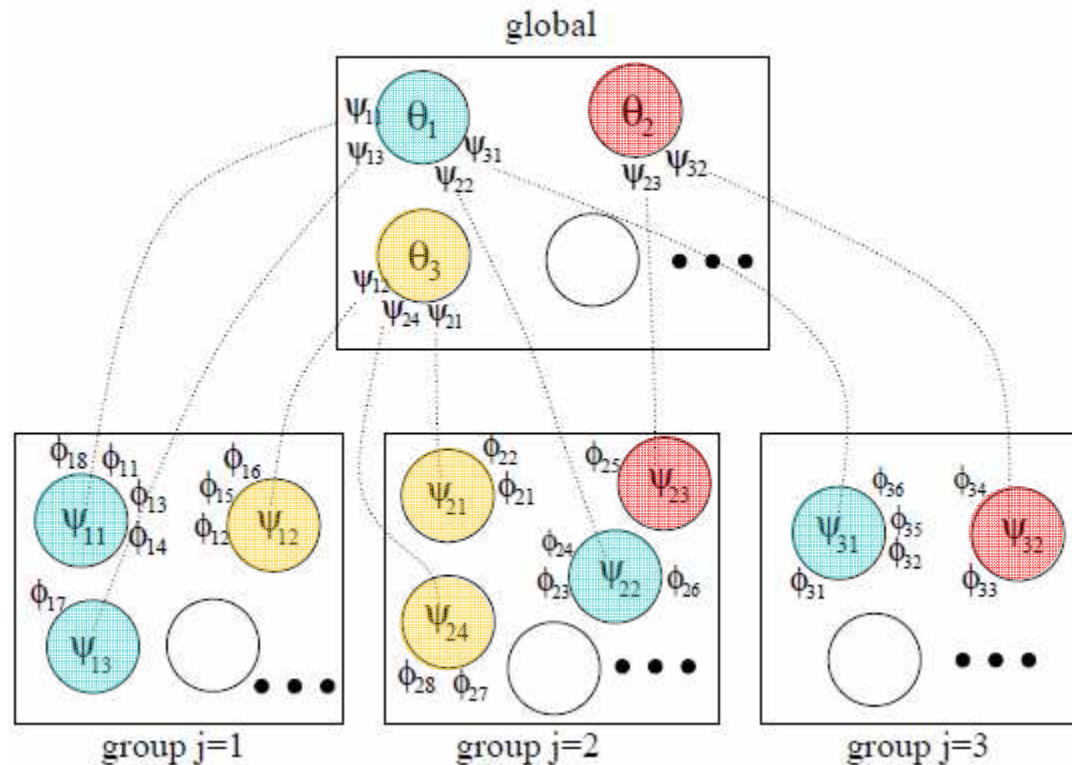 global
θ₁ θ₂
ψ₁₁ ψ₁₃ ψ₃₁ ψ₂₂ ψ₂₃ ψ₃₂
θ₃
ψ₁₂ ψ₂₄ ψ₂₁
ϕ₁₈ ϕ₁₁ ϕ₁₃ ϕ₁₄
ψ₁₁
ϕ₁₆ ϕ₁₅ ϕ₁₂
ψ₁₂
ϕ₁₇
ψ₁₃
group j=1
ϕ₂₂ ϕ₂₁
ψ₂₁
ϕ₂₅
ψ₂₃
ϕ₂₄ ϕ₂₃ ϕ₂₆
ψ₂₂
ψ₂₄
ϕ₂₈ ϕ₂₇
group j=2
ϕ₃₆ ϕ₃₅ ϕ₃₂ ϕ₃₁
ψ₃₁
ϕ₃₄ ϕ₃₃
ψ₃₂
group j=3